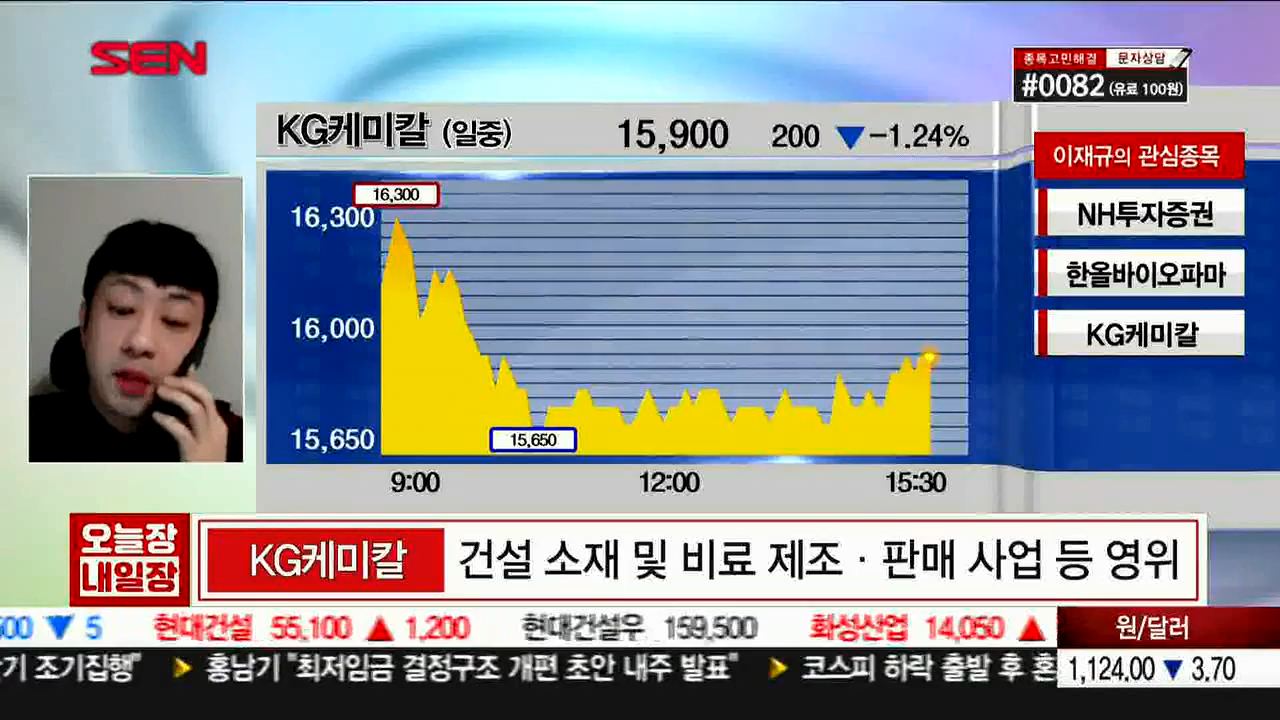 SEN
종목고민해결 문자상담
#0082 (유료 100원)
KG케미칼 (일중) 15,900 200 ▼-1.24%
이재규의 관심종목
NH투자증권
한올바이오파마
KG케미칼
16,300
16,300
16,000
15,650
15,650
9:00 12:00 15:30
오늘장
내일장
KG케미칼 건설 소재 및 비료 제조 · 판매 사업 등 영위
00 ▼ 5 현대건설 55,100 ▲ 1,200 현대건설우 159,500 화성산업 14,050 ▲
원/달러
기 조기집행" ▶ 홍남기 "최저임금 결정구조 개편 초안 내주 발표" ▶ 코스피 하락 출발 후 혼
1,124.00 ▼ 3.70